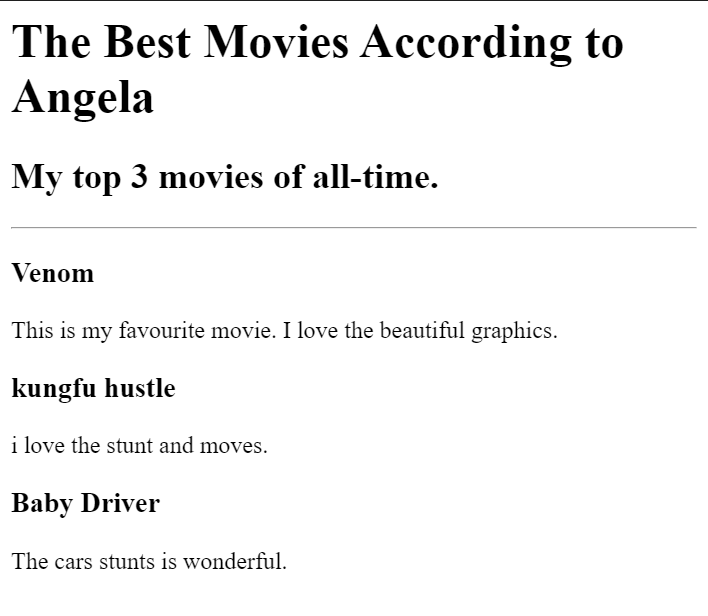 The Best Movies According to
Angela
My top 3 movies of all-time.
Venom
This is my favourite movie. I love the beautiful graphics.
kungfu hustle
i love the stunt and moves.
Baby Driver
The cars stunts is wonderful.